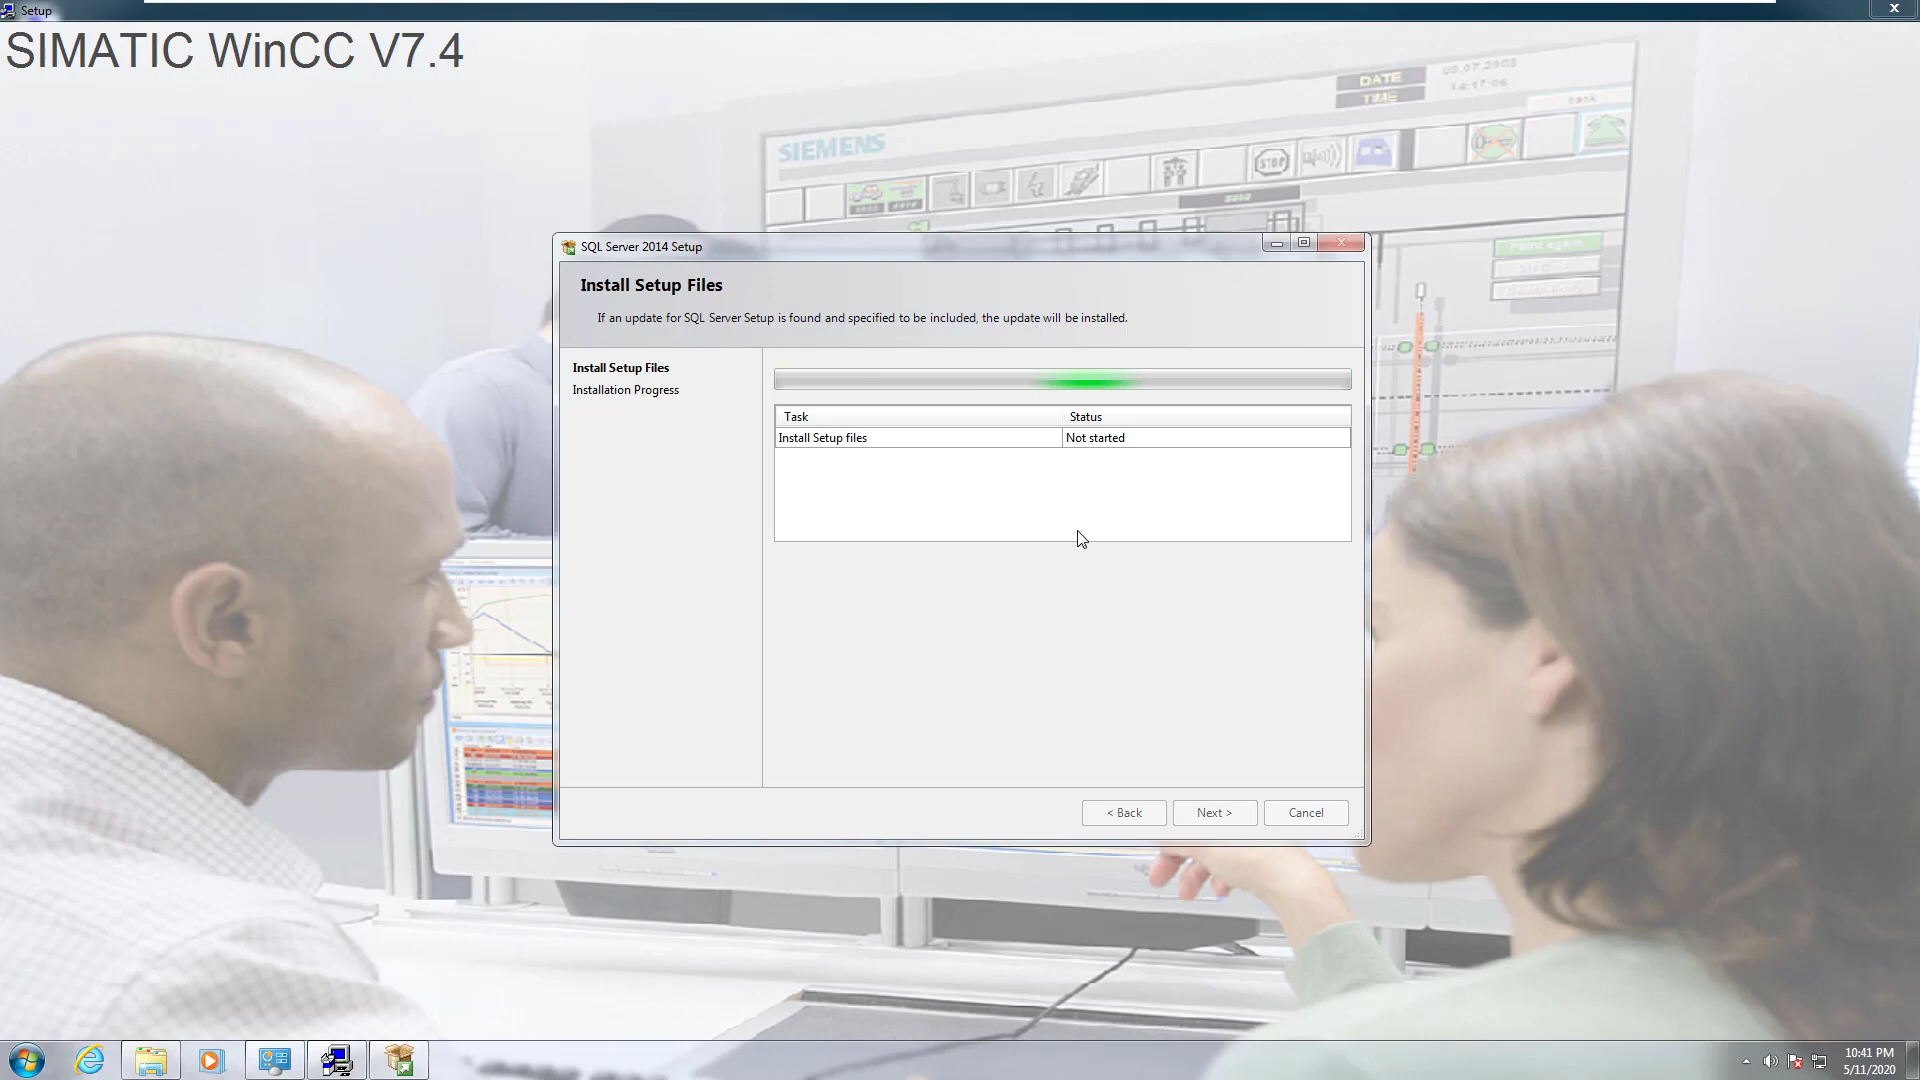 Setup
SIMATIC WinCC V7.4
DATE
TIME
SIEMENS
STOP
SQL Server 2014 Setup
Install Setup Files
If an update for SQL Server Setup is found and specified to be included, the update will be installed.
Install Setup Files
Installation Progress
Task Status
Install Setup files Not started
< Back Next > Cancel
10:41 PM
5/11/2020